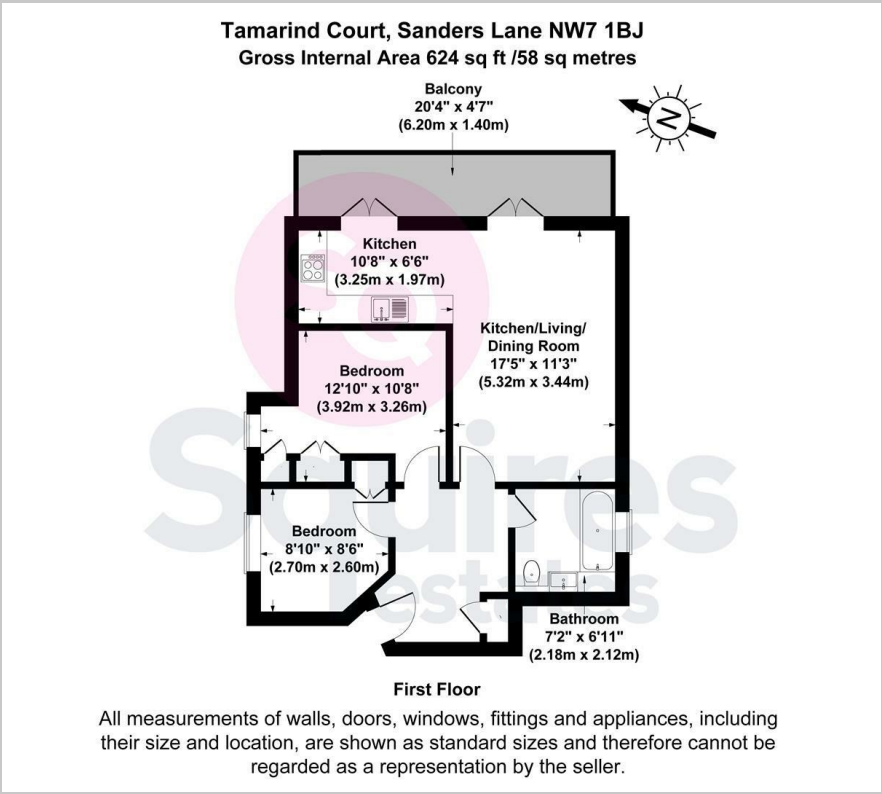 Tamarind Court, Sanders Lane NW7 1BJ
Gross Internal Area 624 sq ft /58 sq metres
Balcony
20'4" x 4'7"
(6.20m x 1.40m)
N
Kitchen
10'8" x 6'6"
(3.25m x 1.97m)
Kitchen/Living/
Dining Room
17'5" x 11'3"
(5.32m x 3.44m)
Bedroom
12'10" x 10'8"
(3.92m x 3.26m)
SQ
Squires
estates
Bedroom
8'10" x 8'6"
(2.70m x 2.60m)
Bathroom
7'2" x 6'11"
(2.18m x 2.12m)
First Floor
All measurements of walls, doors, windows, fittings and appliances, including
their size and location, are shown as standard sizes and therefore cannot be
regarded as a representation by the seller.